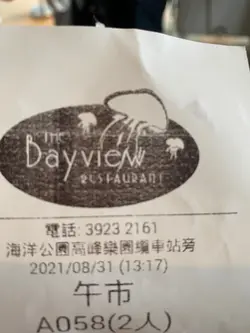 THE
Bayview
RESTAURANT
電話: 3923 2161
海洋公園高峰樂園纜車站旁
2021/08/31 (13:17)
午市
A058(2人)